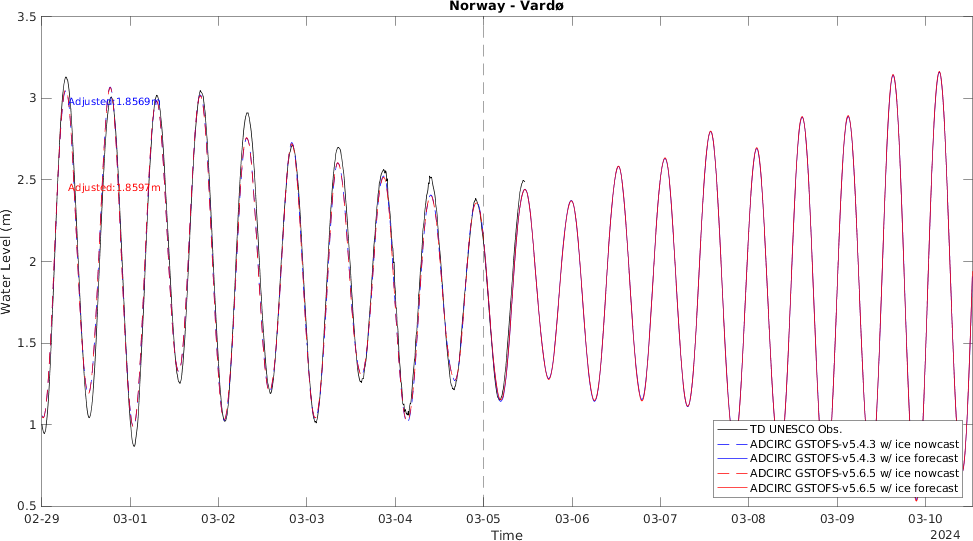 Norway - Vardø
3.5
3
2.5
2
1.5
1
0.5
Water Level (m)
Adjusted:1.8569m
Adjusted:1.8597m
TD UNESCO Obs.
ADCIRC GSTOFS-v5.4.3 w/ ice nowcast
ADCIRC GSTOFS-v5.4.3 w/ ice forecast
ADCIRC GSTOFS-v5.6.5 w/ ice nowcast
ADCIRC GSTOFS-v5.6.5 w/ ice forecast
02-29 03-01 03-02 03-03 03-04 03-05 03-06 03-07 03-08 03-09 03-10
Time
2024